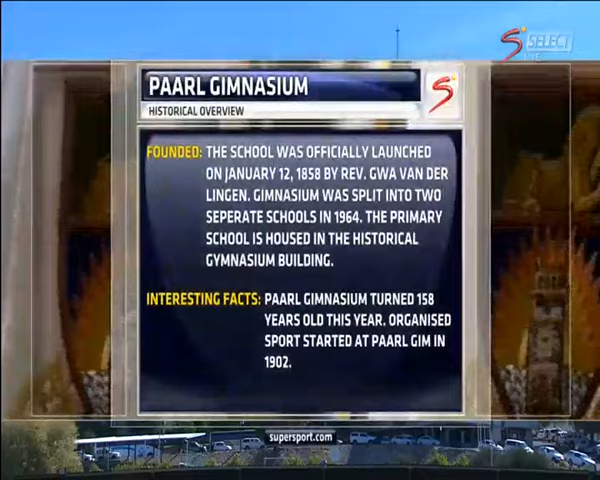 SELECT
LIVE
PAARL GIMNASIUM
HISTORICAL OVERVIEW
FOUNDED: THE SCHOOL WAS OFFICIALLY LAUNCHED
ON JANUARY 12, 1858 BY REV. GWA VAN DER
LINGEN. GIMNASIUM WAS SPLIT INTO TWO
SEPERATE SCHOOLS IN 1964. THE PRIMARY
SCHOOL IS HOUSED IN THE HISTORICAL
GYMNASIUM BUILDING.
INTERESTING FACTS: PAARL GIMNASIUM TURNED 158
YEARS OLD THIS YEAR. ORGANISED
SPORT STARTED AT PAARL GIM IN
1902.
supersport.com